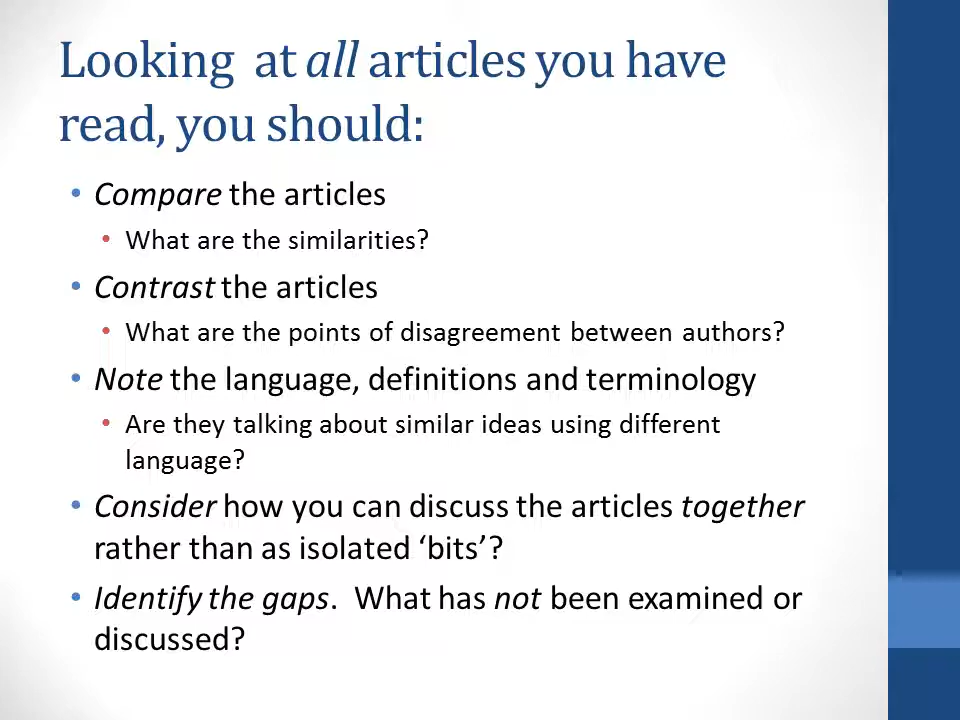 Looking at all articles you have
read, you should:
• Compare the articles
• What are the similarities?
• Contrast the articles
• What are the points of disagreement between authors?
• Note the language, definitions and terminology
• Are they talking about similar ideas using different
language?
• Consider how you can discuss the articles together
rather than as isolated ‘bits’?
• Identify the gaps. What has not been examined or
discussed?